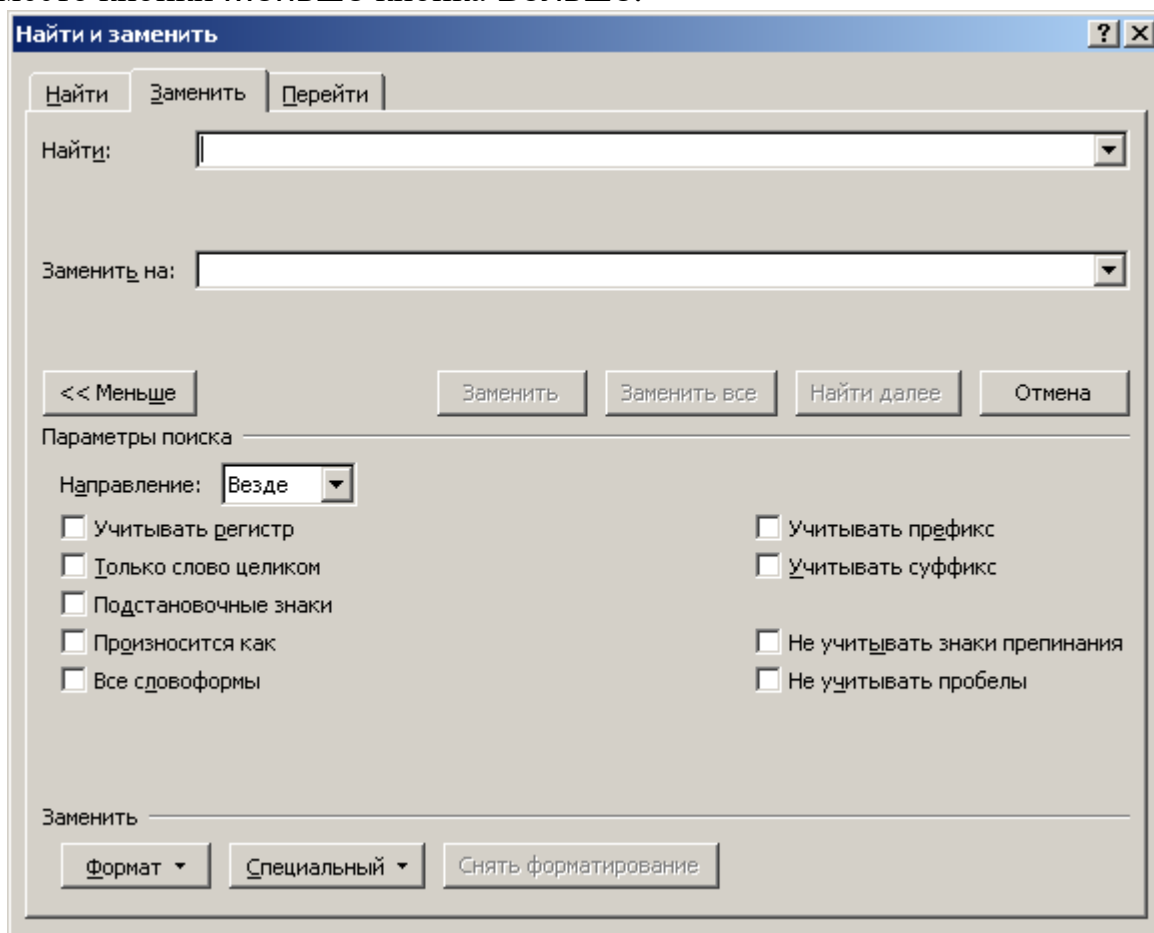 Найти и заменить
Найти Заменить Перейти
Найти:
Заменить на:
<< Меньше Заменить Заменить все Найти далее Отмена
Параметры поиска
Направление: Везде
Учитывать регистр Учитывать префикс
Только слово целиком Учитывать суффикс
Подстановочные знаки
Произносится как Не учитывать знаки препинания
Все словоформы Не учитывать пробелы
Заменить
Формат Специальный Снять форматирование